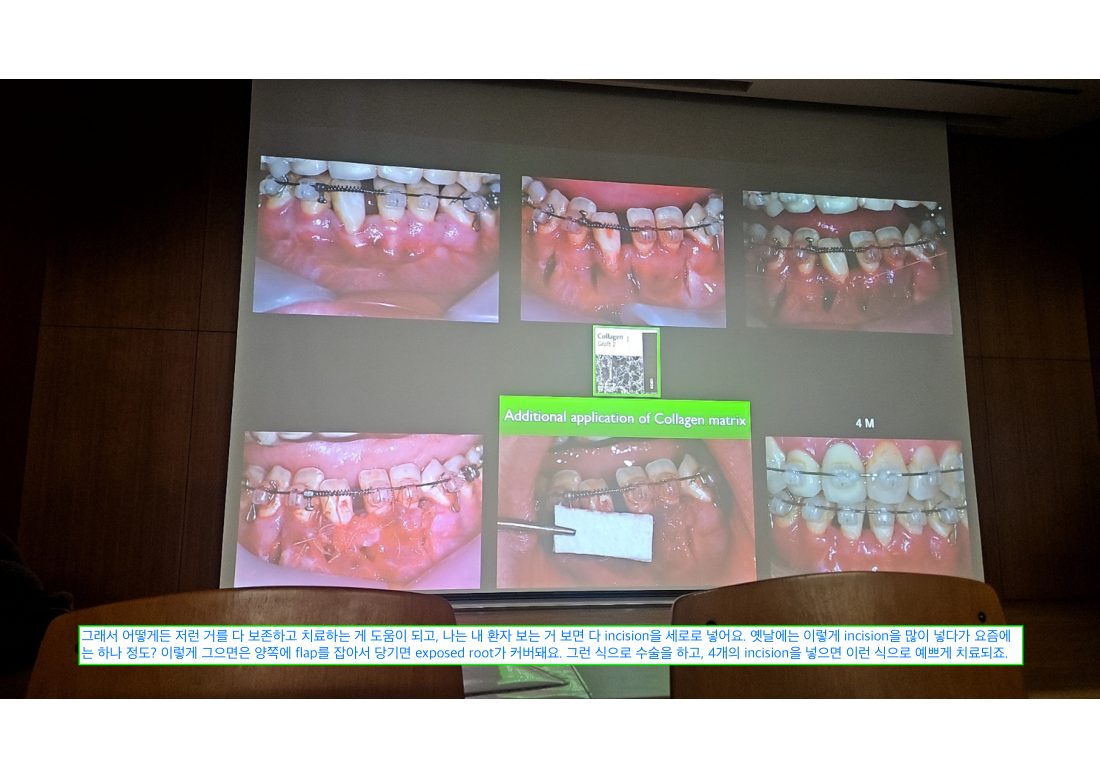 Collagen
Graft 2
Additional application of Collagen matrix
4 M
그래서 어떻게든 저런 거를 다 보존하고 치료하는 게 도움이 되고, 나는 내 환자 보는 거 보면 다 incision을 세로로 넣어요. 옛날에는 이렇게 incision을 많이 넣다가 요즘에
는 하나 정도? 이렇게 그으면은 양쪽에 flap를 잡아서 당기면 exposed root가 커버돼요. 그런 식으로 수술을 하고, 4개의 incision을 넣으면 이런 식으로 예쁘게 치료되죠.